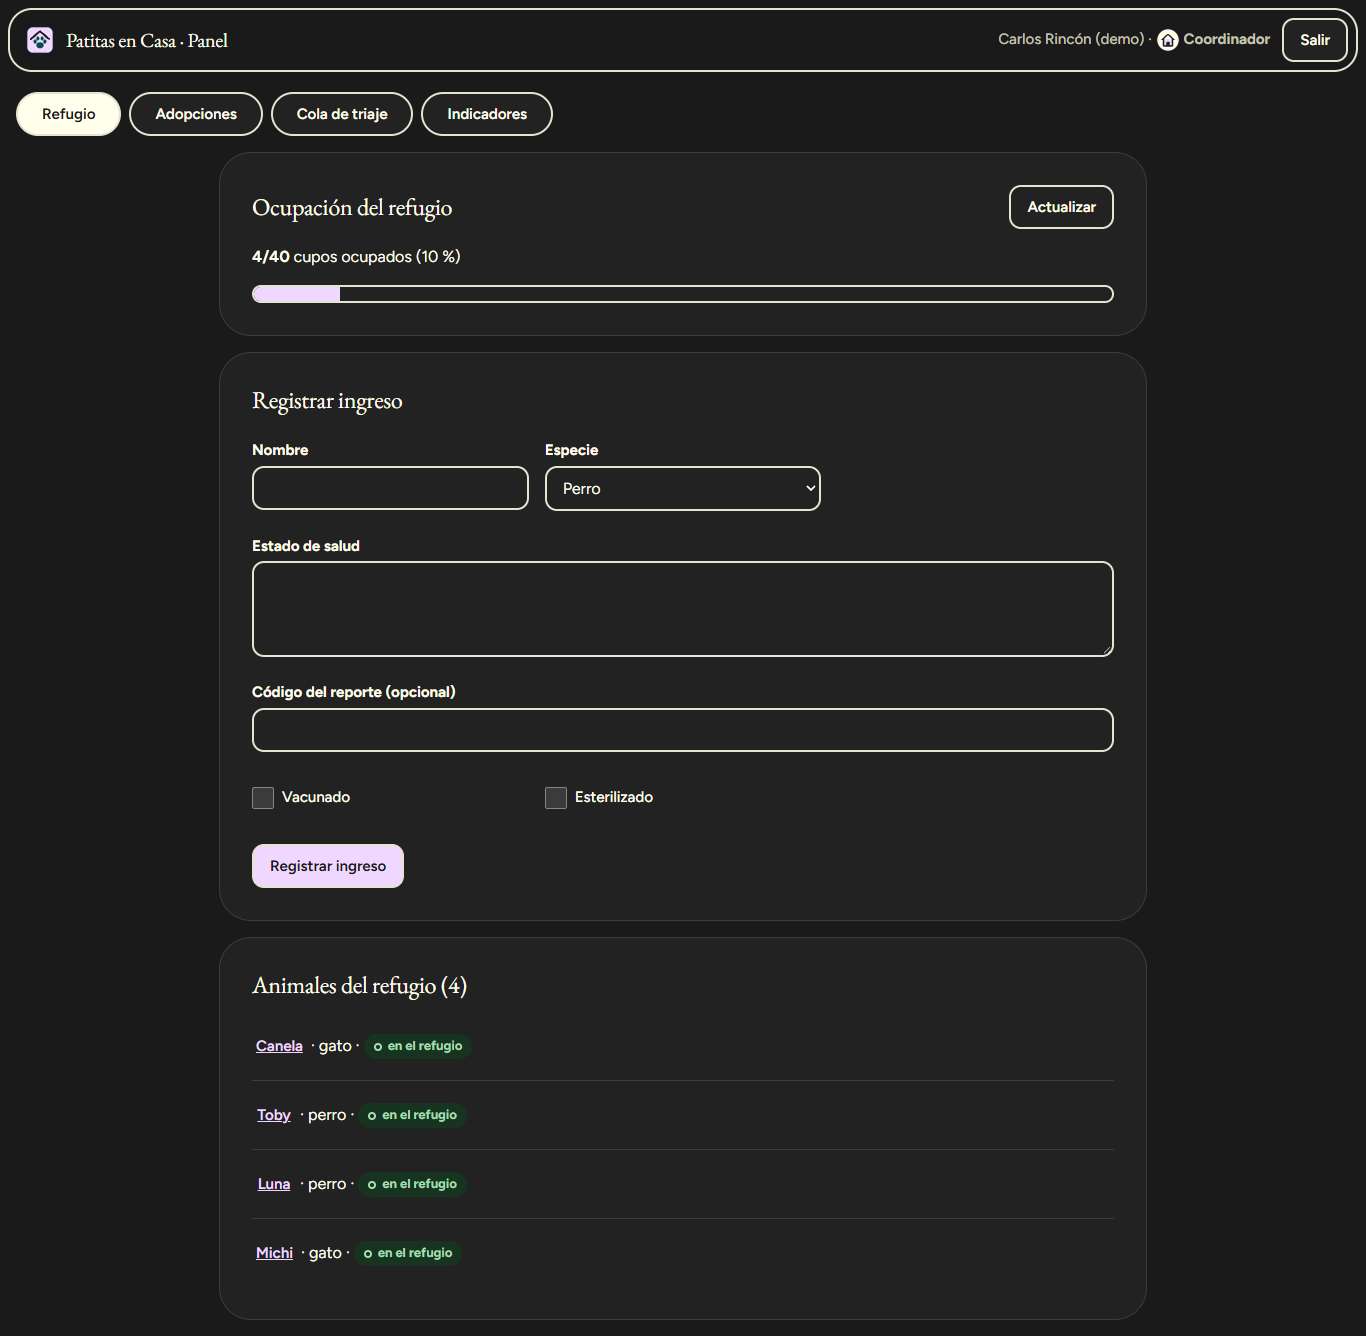 Patitas en Casa · Panel
Carlos Rincón (demo) · Coordinador
Salir
Refugio
Adopciones
Cola de triaje
Indicadores
Ocupación del refugio
Actualizar
4/40 cupos ocupados (10 %)
Registrar ingreso
Nombre
Especie
Perro
Estado de salud
Código del reporte (opcional)
Vacunado
Esterilizado
Registrar ingreso
Animales del refugio (4)
Canela · gato · en el refugio
Toby · perro · en el refugio
Luna · perro · en el refugio
Michi · gato · en el refugio